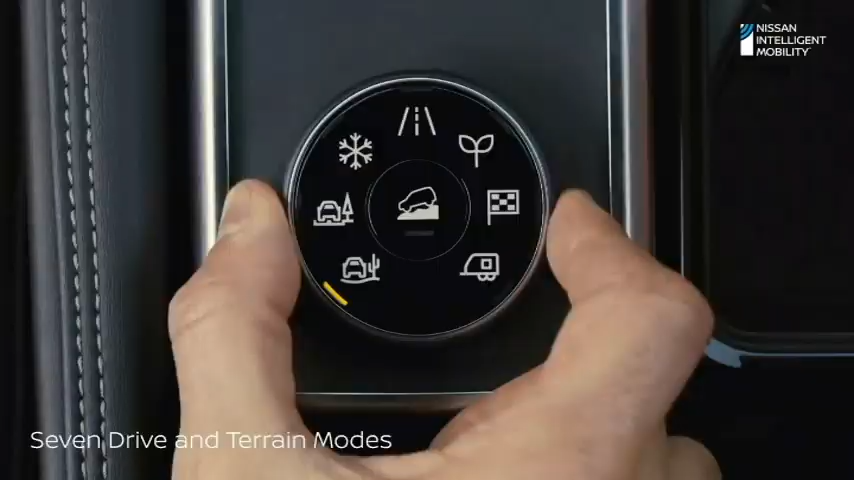 NISSAN
INTELLIGENT
MOBILITY
Seven Drive and Terrain Modes